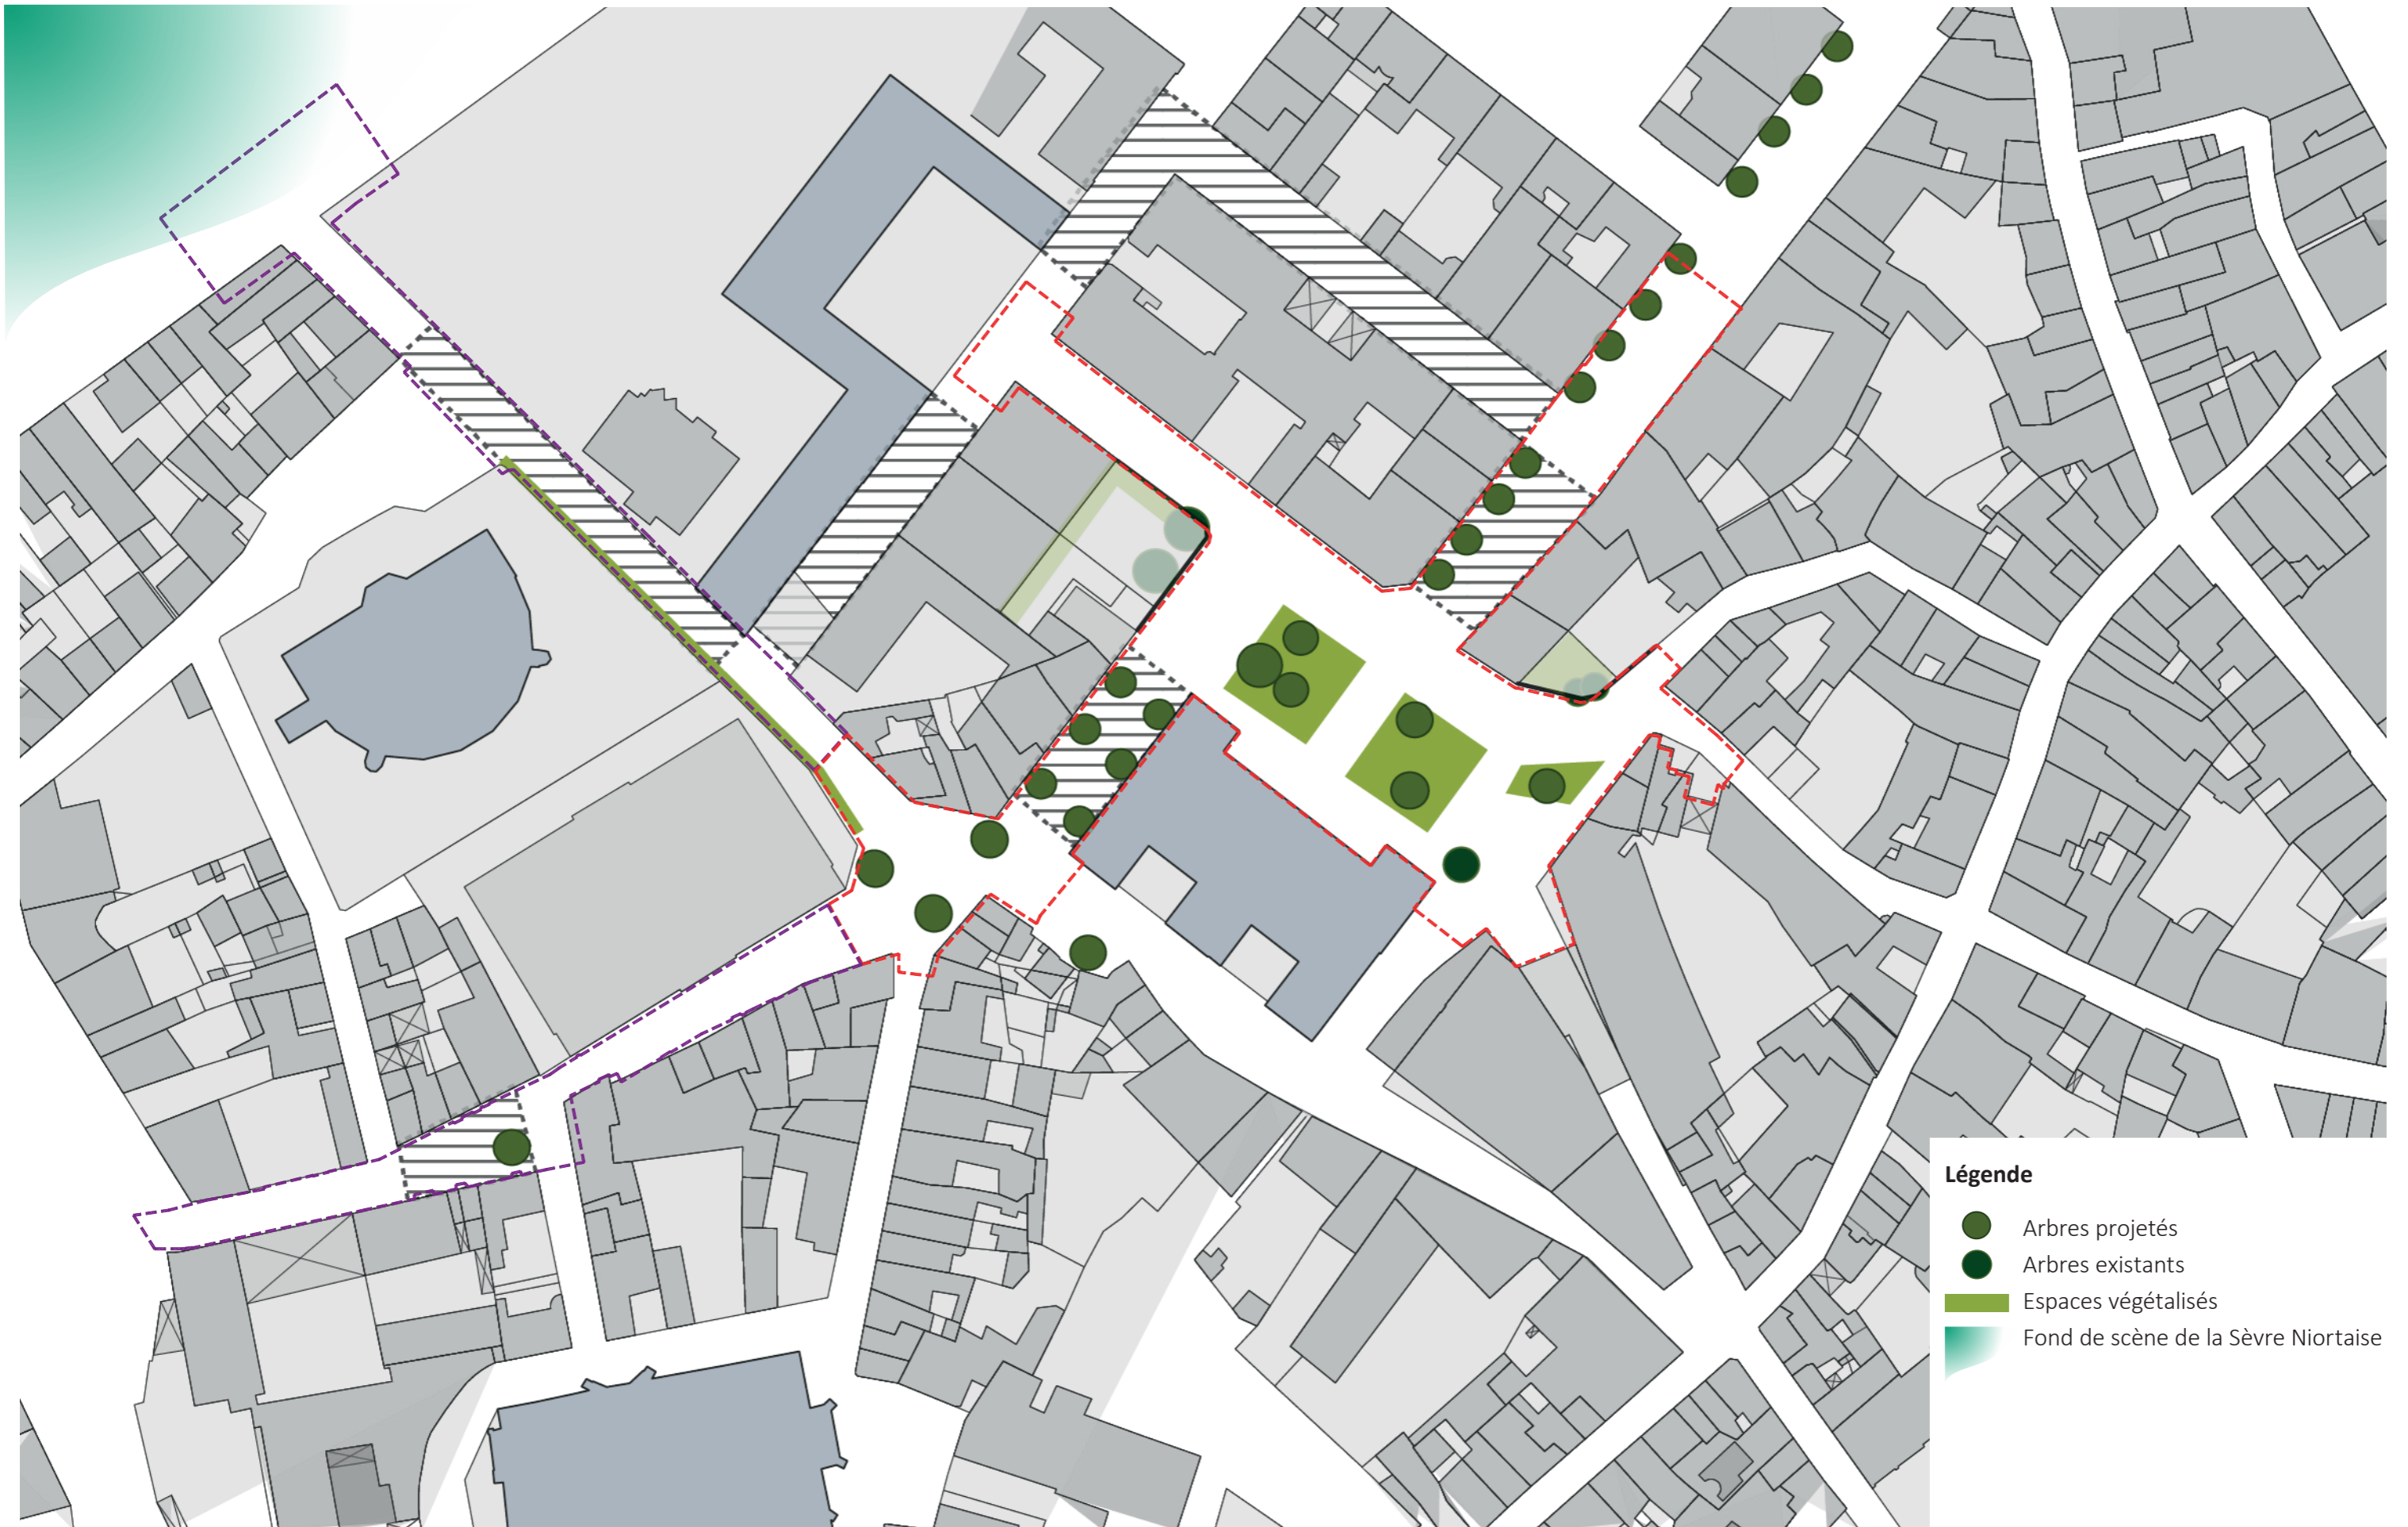 Légende
Arbres projetés
Arbres existants
Espaces végétalisés
Fond de scène de la Sèvre Niortaise